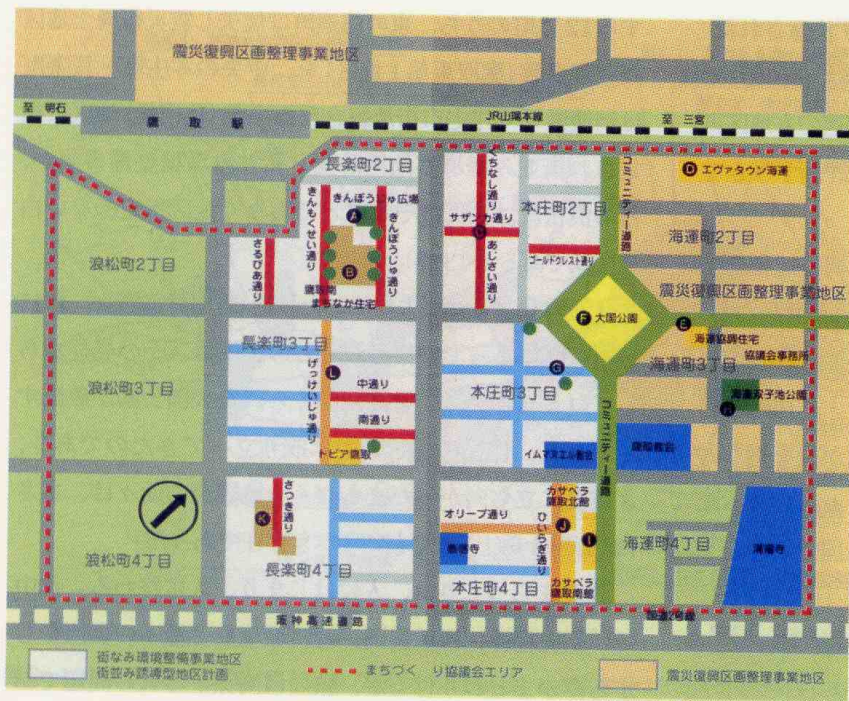 震災復興区画整理事業地区
至 明石
鷹取駅
JR山陽本線
至 三宮
長楽町2丁目
くちなし通り
コミュニティー道路
D エヴァタウン海運
きんぽうじゅ広場
本庄町2丁目
きんもくせい通り
A
きんぽうじゅ通り
サザンカ通り
C
海運町2丁目
さるびあ通り
あじさい通り
浪松町2丁目
B
ゴールドクレスト通り
鷹取南
まちなか住宅
震災復興区画整理事業地区
F 大国公園
E
海運協調住宅
長楽町3丁目
協議会事務所
海運町3丁目
げっけいじゅ通り
L
G
中通り
浪松町3丁目
本庄町3丁目
海運双子池公園
H
コミュニティー道路
南通り
トピア鷹取
イムマヌエル教会
鷹取教会
さつき通り
カサベラ
鷹取北館
オリーブ通り
ひいらぎ通り
K
J
I
海運町4丁目
浪松町4丁目
長楽町4丁目
本庄町4丁目
カサベラ
鷹取南館
阪神高速道路
国道2号線
街なみ環境整備事業地区
街並み誘導型地区計画
まちづくり協議会エリア
震災復興区画整理事業地区